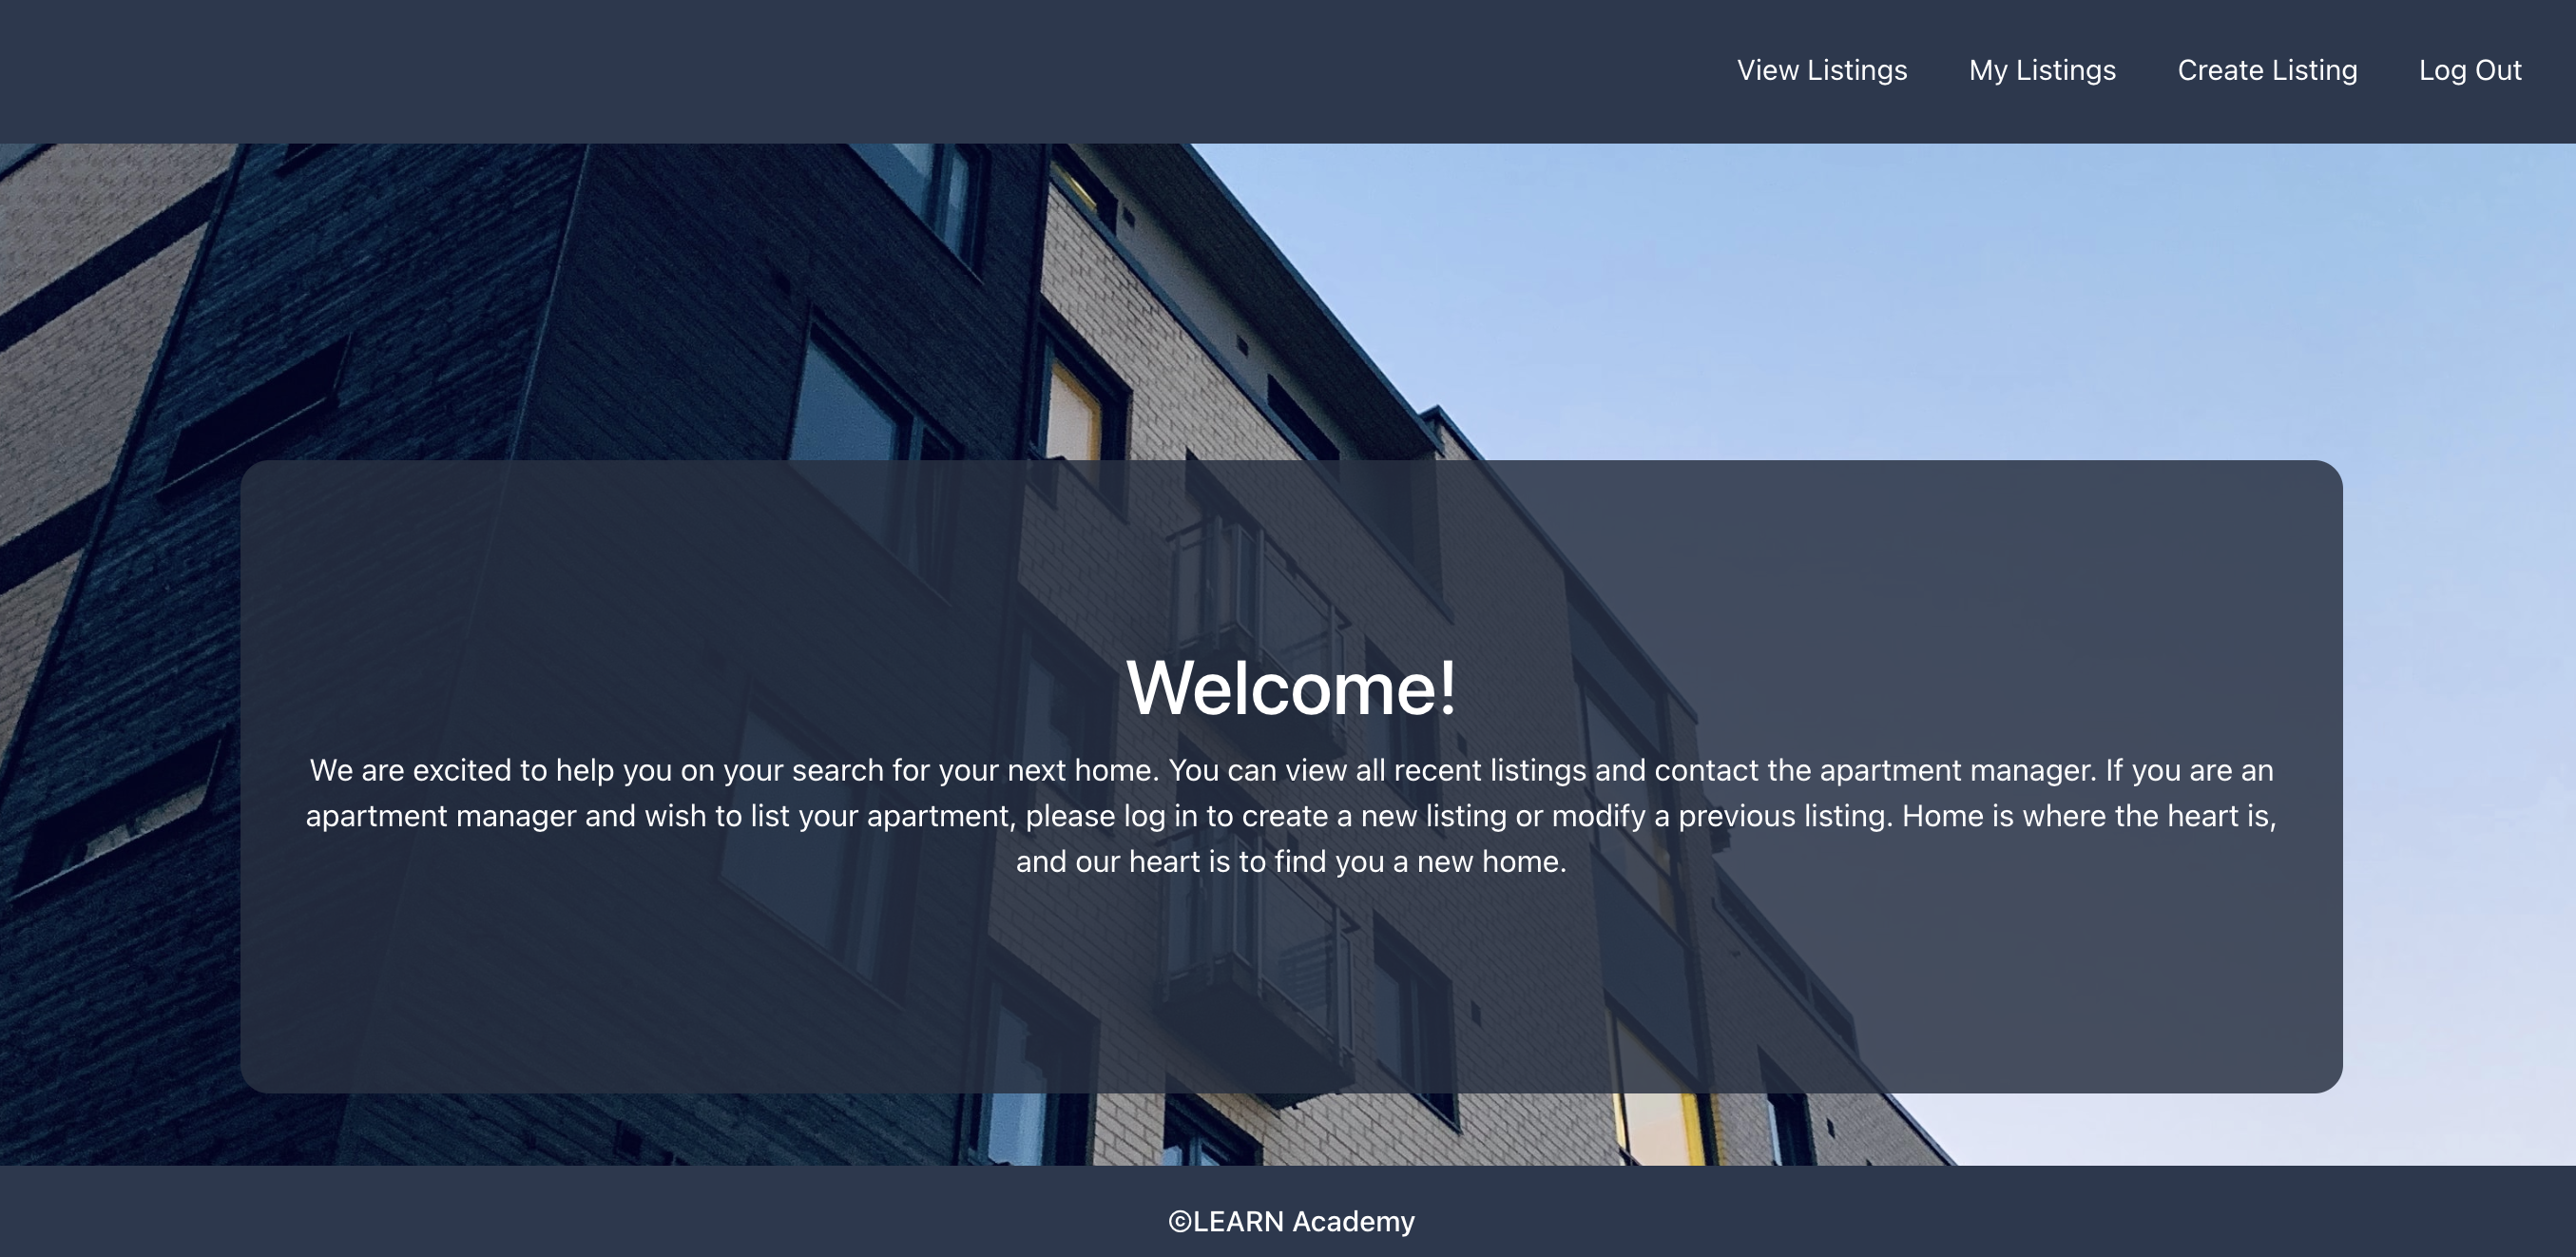 View Listings My Listings Create Listing Log Out
Welcome!
We are excited to help you on your search for your next home. You can view all recent listings and contact the apartment manager. If you are an
apartment manager and wish to list your apartment, please log in to create a new listing or modify a previous listing. Home is where the heart is,
and our heart is to find you a new home.
©LEARN Academy